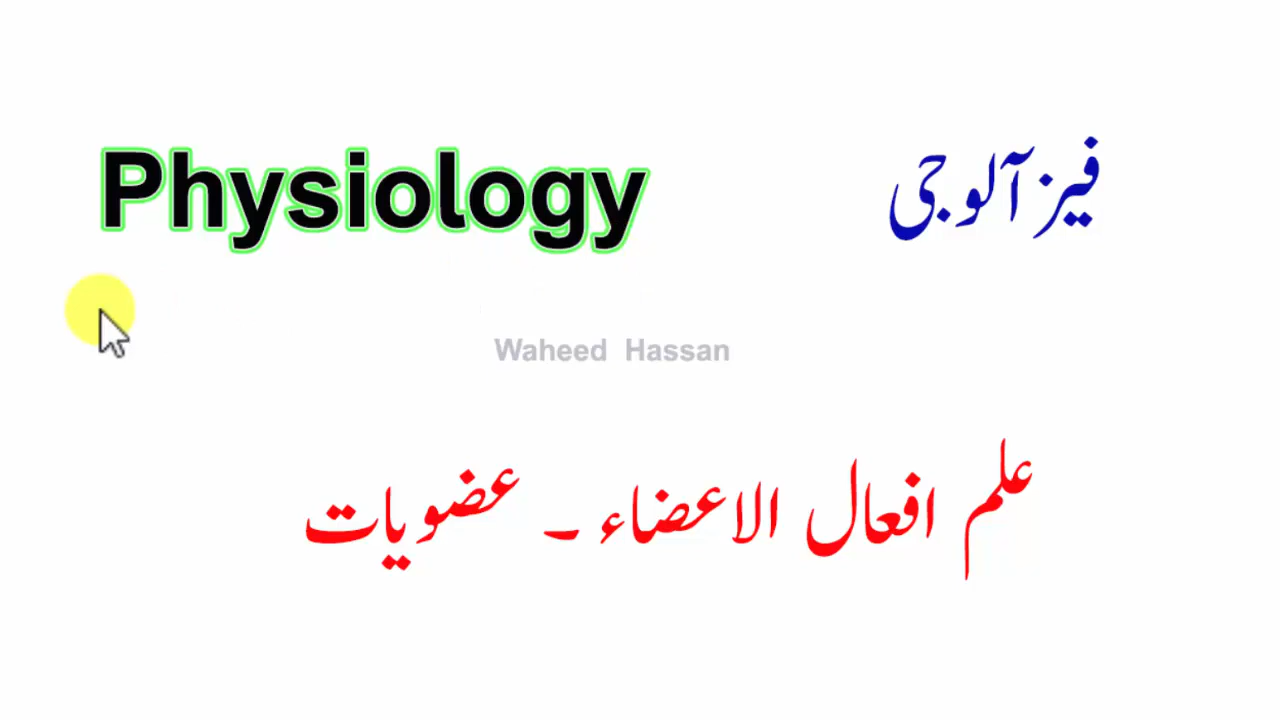 Physiology فیز آلوجی
Waheed Hassan
علم افعال الاعضاء ۔ عضویات